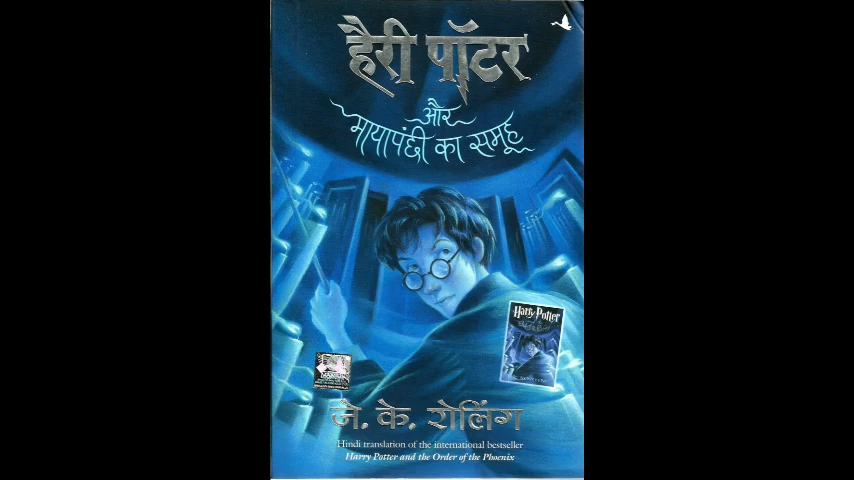 हैरी पॉटर
और
मायापंछी का समूह
Harry Potter
जे. के. रोलिंग
Hindi translation of the international bestseller
Harry Potter and the Order of the Phoenix